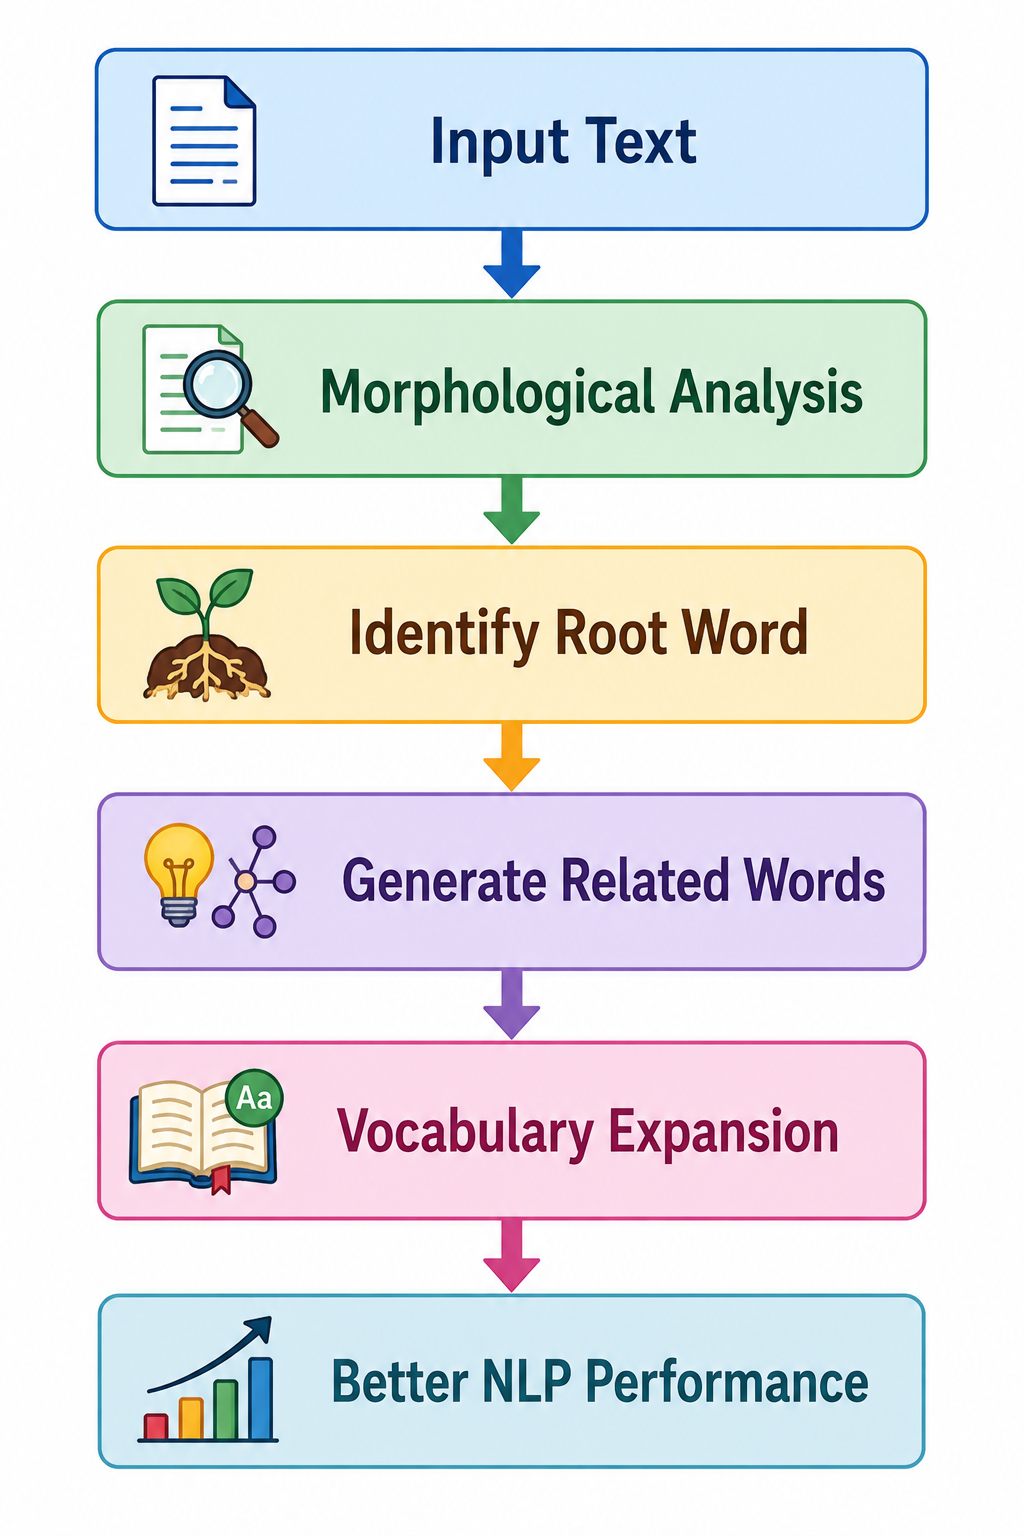 Input Text
Morphological Analysis
Identify Root Word
Generate Related Words
Aa
Vocabulary Expansion
Better NLP Performance